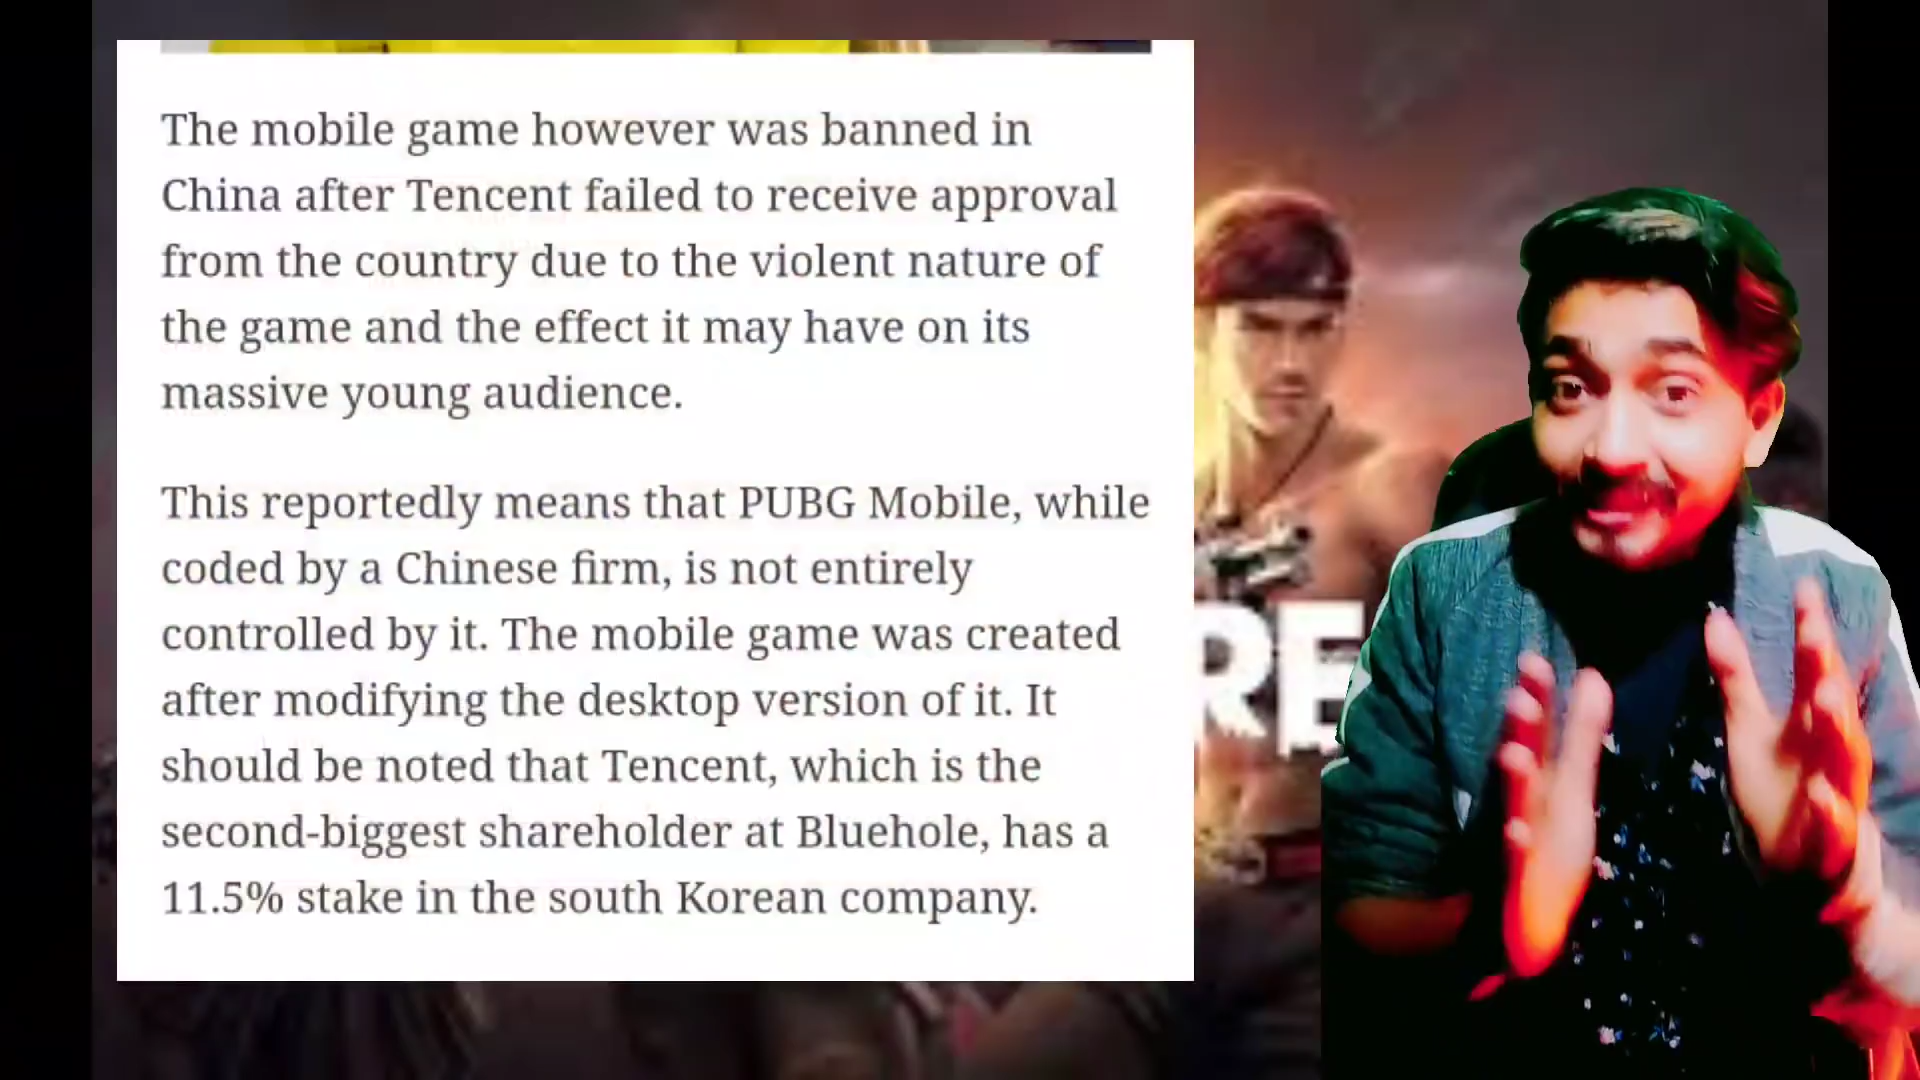 The mobile game however was banned in
China after Tencent failed to receive approval
from the country due to the violent nature of
the game and the effect it may have on its
massive young audience.
This reportedly means that PUBG Mobile, while
coded by a Chinese firm, is not entirely
controlled by it. The mobile game was created
after modifying the desktop version of it. It
should be noted that Tencent, which is the
second-biggest shareholder at Bluehole, has a
11.5% stake in the south Korean company.
RE